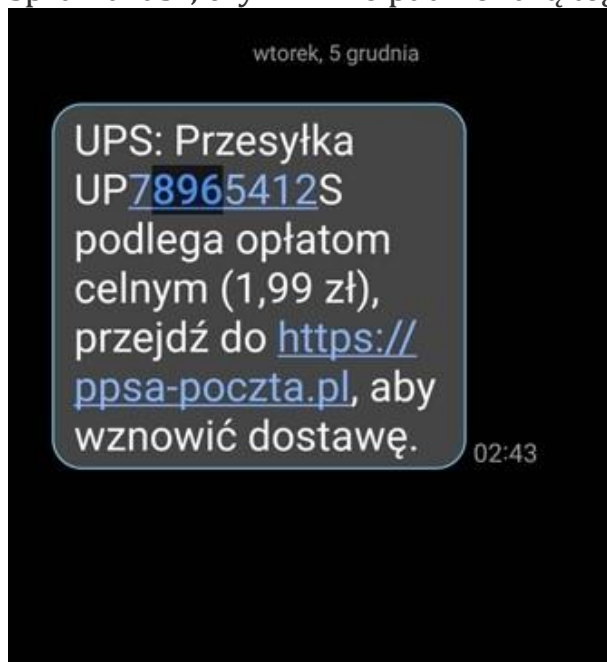 wtorek, 5 grudnia
UPS: Przesyłka
UP78965412S
podlega opłatom
celnym (1,99 zł),
przejdź do https://
ppsa-poczta.pl, aby
wznowić dostawę.
02:43